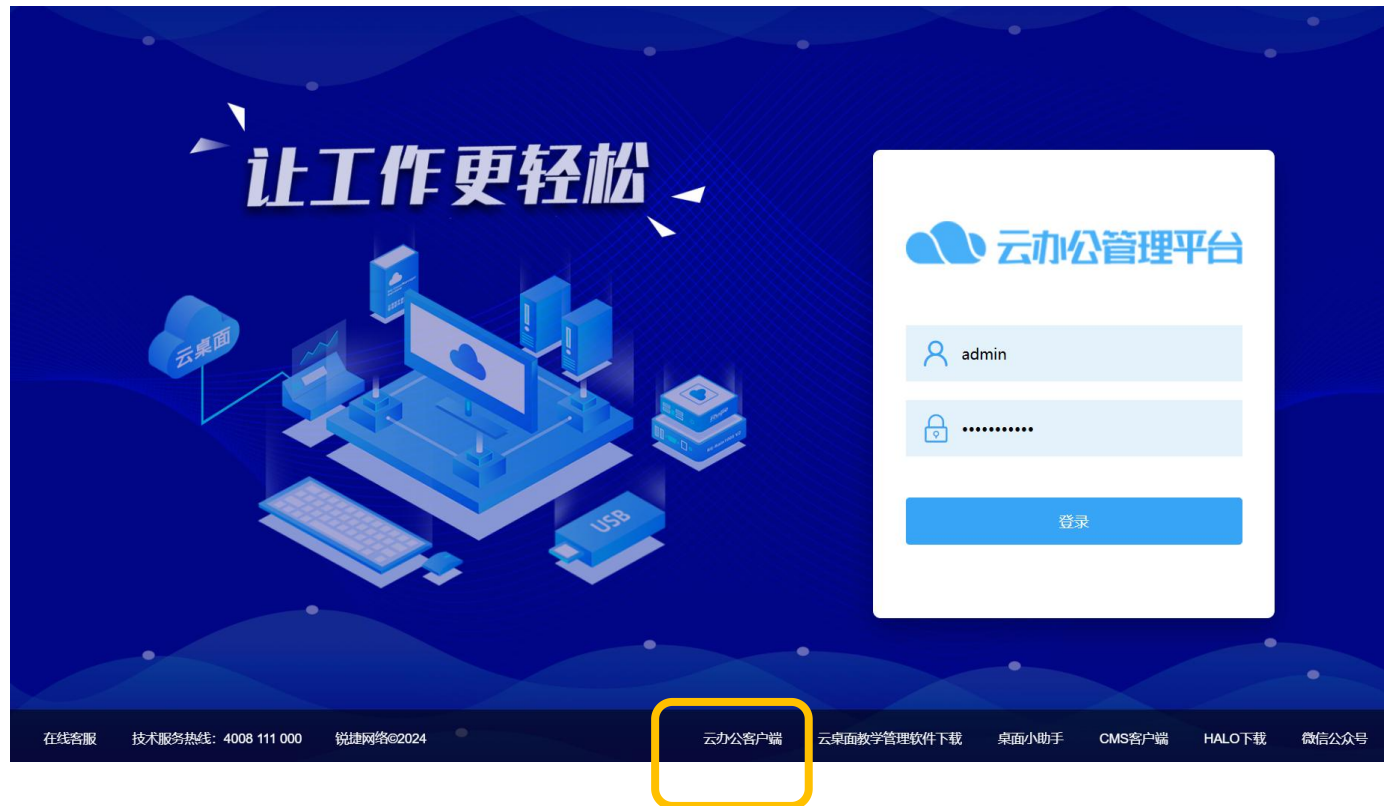 让工作更轻松
云桌面
USB
云办公管理平台
admin
•••••••••••
登录
在线客服 技术服务热线：4008 111 000 锐捷网络©2024 云办公客户端 云桌面教学管理软件下载 桌面小助手 CMS客户端 HALO下载 微信公众号